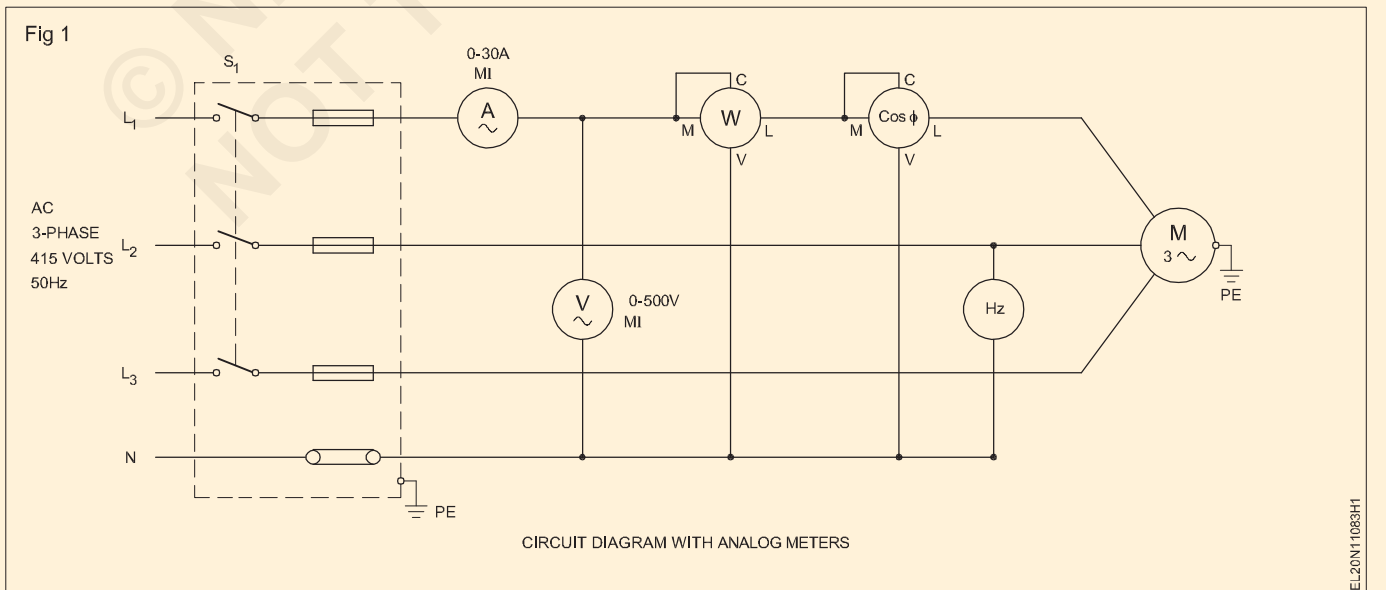 Fig 1
S1
0-30A
MI
A
C
W
M
L
V
C
Cos ϕ
M
L
V
L1
AC
3-PHASE
415 VOLTS
50Hz
L2
M
3 ~
PE
V
0-500V
MI
Hz
L3
N
PE
CIRCUIT DIAGRAM WITH ANALOG METERS
EL20N11083H1
©
NOT